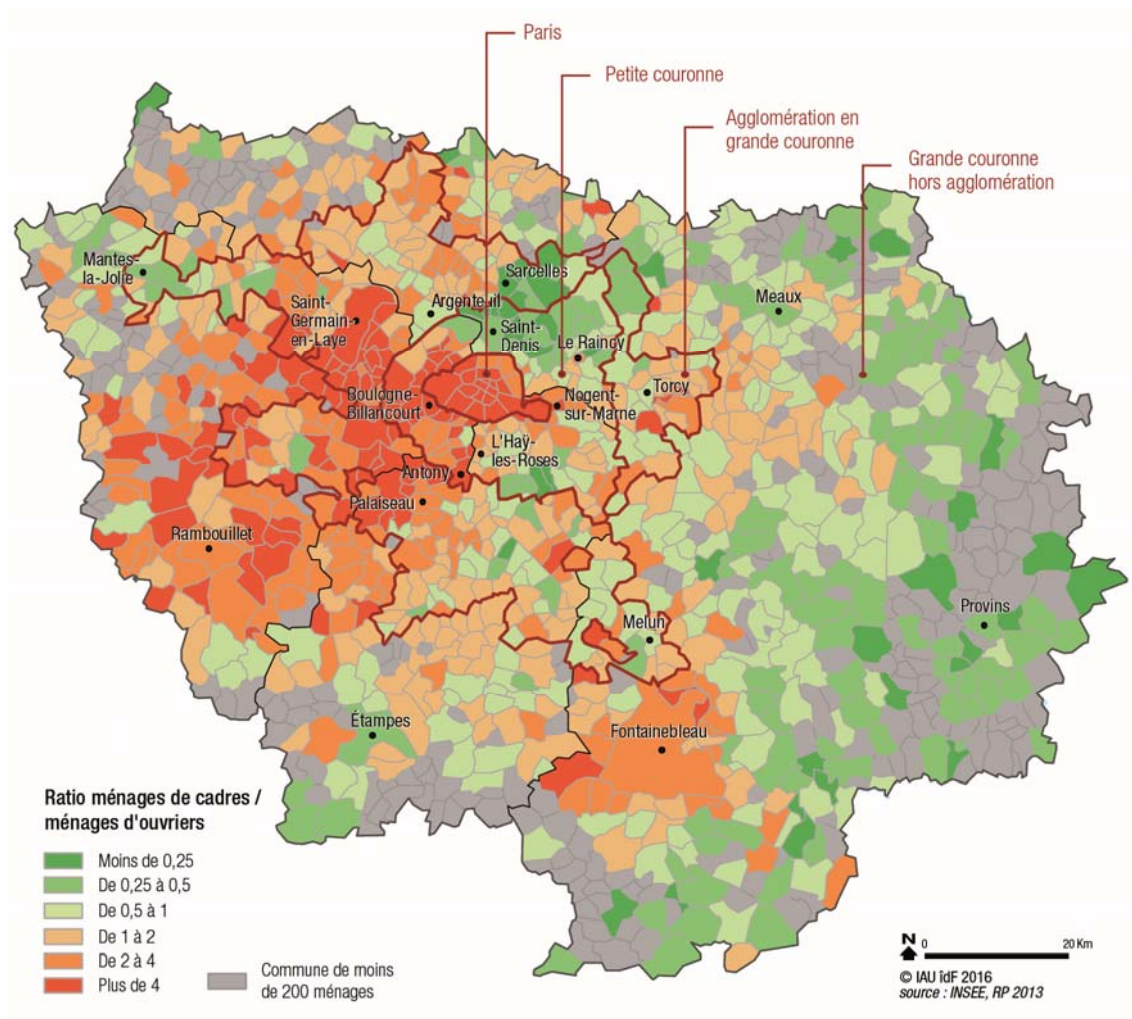 Paris
Petite couronne
Agglomération en
grande couronne
Grande couronne
hors agglomération
Mantes-
la-Jolie
Sarcelles
Saint-
Germain-
en-Laye
Argenteuil
Saint-
Denis
Meaux
Le Raincy
Boulogne-
Billancourt
Nogent-
sur-Marne
Torcy
L'Haÿ-
les-Roses
Antony
Palaiseau
Rambouillet
Provins
Melun
Étampes
Fontainebleau
Ratio ménages de cadres /
ménages d'ouvriers
Moins de 0,25
De 0,25 à 0,5
De 0,5 à 1
De 1 à 2
De 2 à 4
Plus de 4
Commune de moins
de 200 ménages
N
0
20 Km
© IAU îdF 2016
source : INSEE, RP 2013